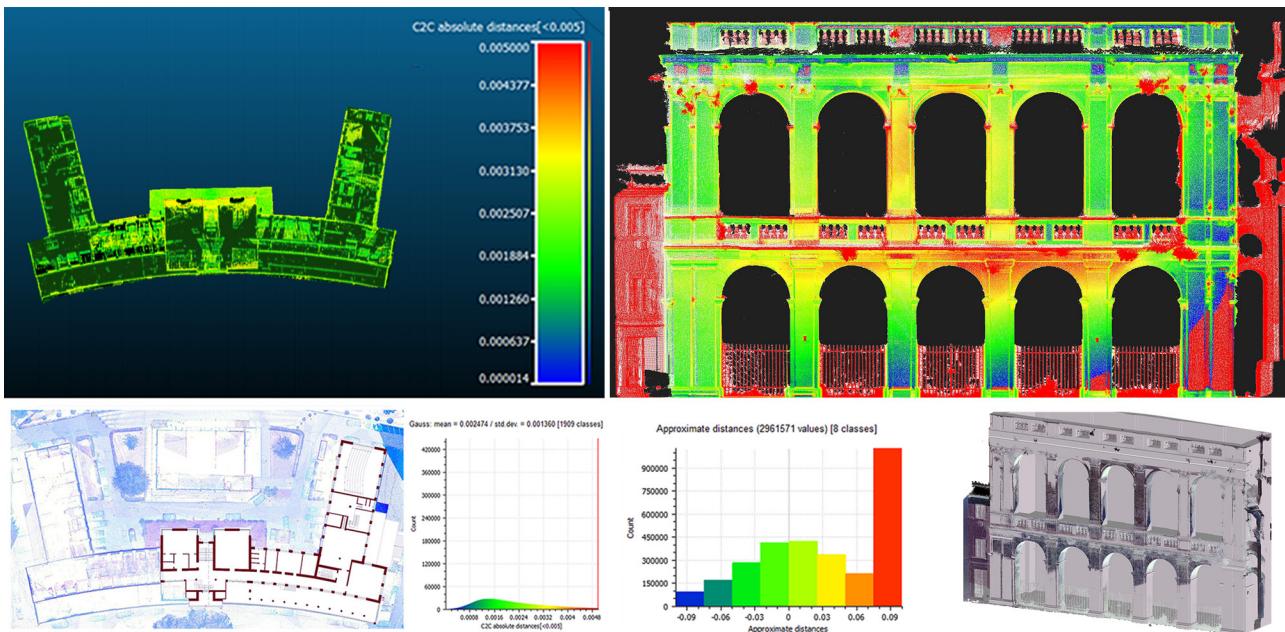 C2C absolute distances[<0.005]
0.005000
0.004377
0.003753
0.003130
0.002507
0.001884
0.001260
0.000637
0.000014
Gauss: mean = 0.002474 / std.dev. = 0.001360 [1909 classes]
420000
360000
300000
240000
180000
120000
60000
0
Count
0.0008 0.0016 0.0024 0.0032 0.004 0.0048
C2C absolute distances[<0.005]
Approximate distances (2961571 values) [8 classes]
900000
750000
600000
450000
300000
150000
0
Count
-0.09 -0.06 -0.03 0 0.03 0.06 0.09
Approximate distances